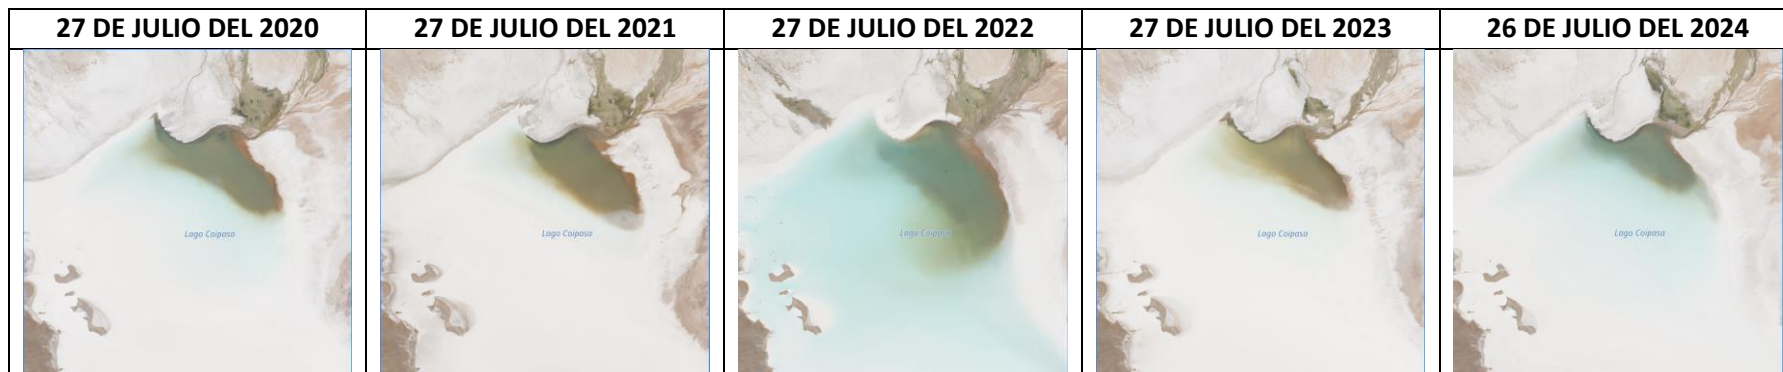 27 DE JULIO DEL 2020
27 DE JULIO DEL 2021
27 DE JULIO DEL 2022
27 DE JULIO DEL 2023
26 DE JULIO DEL 2024
Lago Coipasa
Lago Coipasa
Lago Coipasa
Lago Coipasa
Lago Coipasa